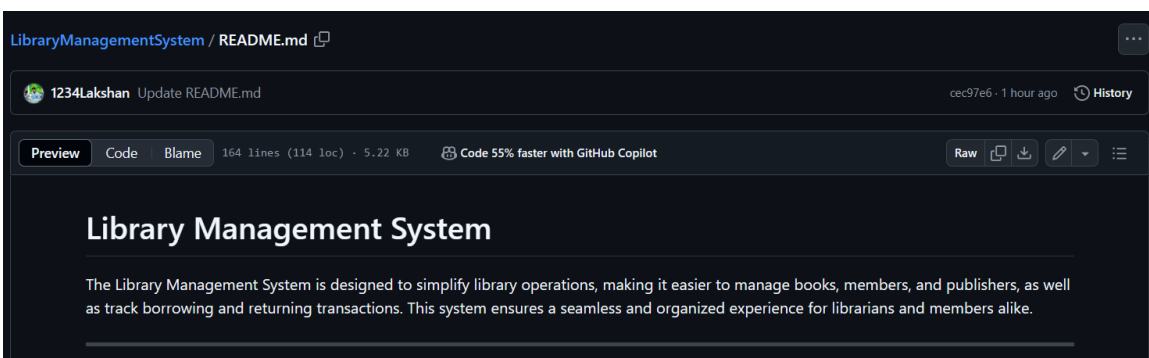 LibraryManagementSystem / README.md
...
1234Lakshan Update README.md cec97e6 · 1 hour ago History
Preview Code Blame 164 lines (114 loc) · 5.22 KB Code 55% faster with GitHub Copilot Raw
Library Management System
The Library Management System is designed to simplify library operations, making it easier to manage books, members, and publishers, as well
as track borrowing and returning transactions. This system ensures a seamless and organized experience for librarians and members alike.